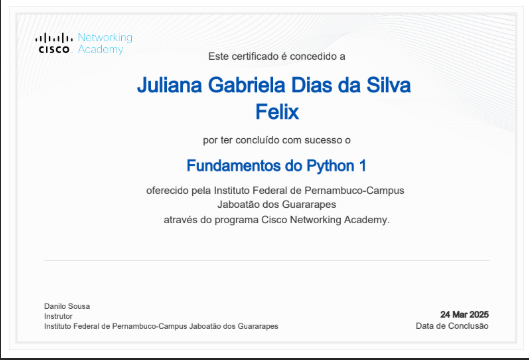 Networking
CISCO Academy
Este certificado é concedido a
Juliana Gabriela Dias da Silva
Felix
por ter concluído com sucesso o
Fundamentos do Python 1
oferecido pela Instituto Federal de Pernambuco-Campus
Jaboatão dos Guararapes
através do programa Cisco Networking Academy.
Danilo Sousa
Instrutor
Instituto Federal de Pernambuco-Campus Jaboatão dos Guararapes
24 Mar 2025
Data de Conclusão